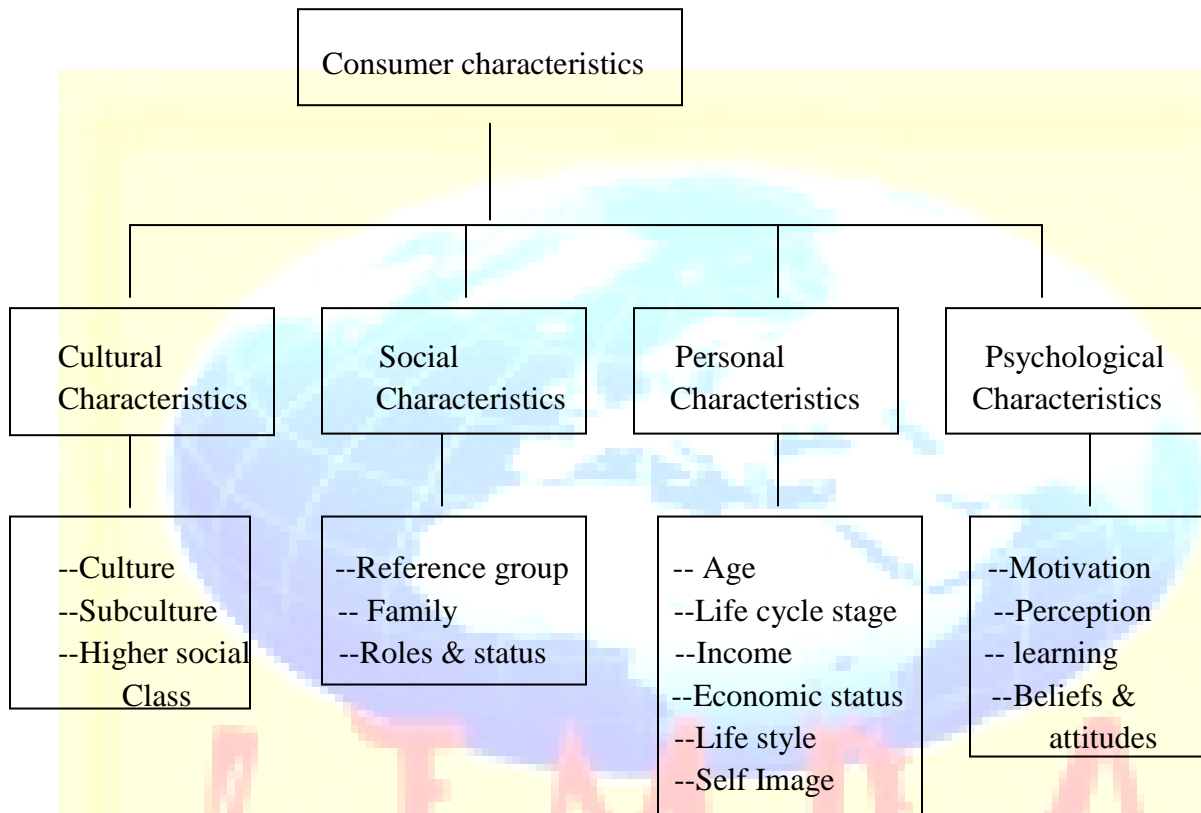 Consumer characteristics
Cultural
Characteristics
Social
Characteristics
Personal
Characteristics
Psychological
Characteristics
--Culture
--Subculture
--Higher social
Class
--Reference group
-- Family
--Roles & status
-- Age
--Life cycle stage
--Income
--Economic status
--Life style
--Self Image
--Motivation
--Perception
-- learning
--Beliefs &
attitudes